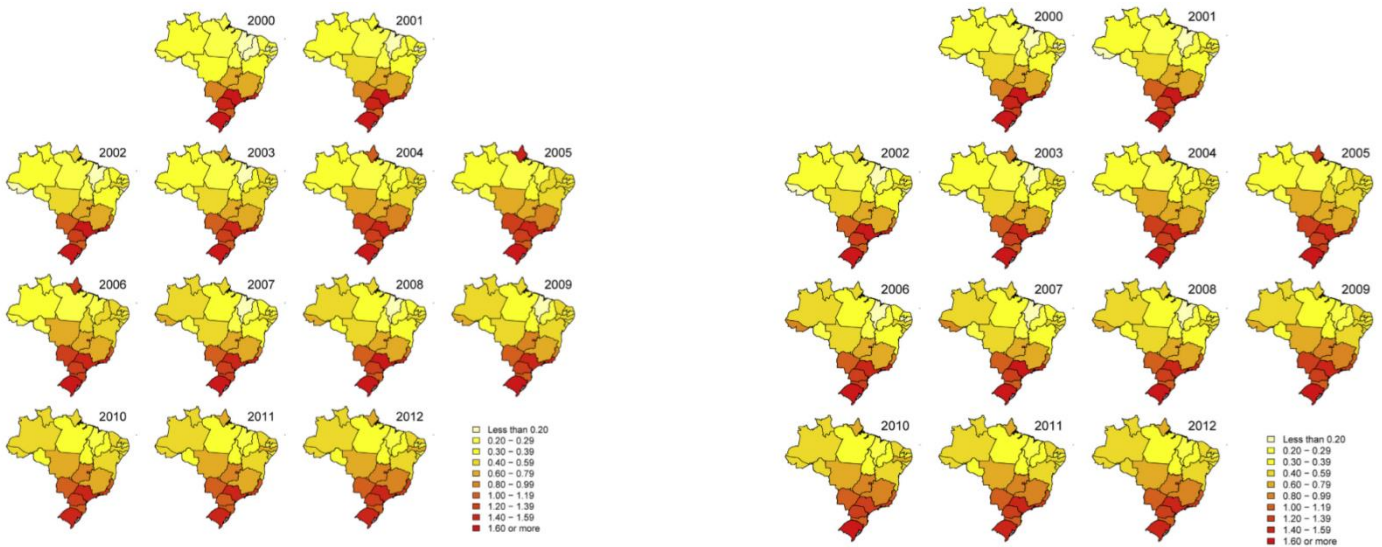 2000 2001
2002 2003 2004 2005
2006 2007 2008 2009
2010 2011 2012
Less than 0.20
0.20 – 0.29
0.30 – 0.39
0.40 – 0.59
0.60 – 0.79
0.80 – 0.99
1.00 – 1.19
1.20 – 1.39
1.40 – 1.59
1.60 or more
2000 2001
2002 2003 2004 2005
2006 2007 2008 2009
2010 2011 2012
Less than 0.20
0.20 – 0.29
0.30 – 0.39
0.40 – 0.59
0.60 – 0.79
0.80 – 0.99
1.00 – 1.19
1.20 – 1.39
1.40 – 1.59
1.60 or more